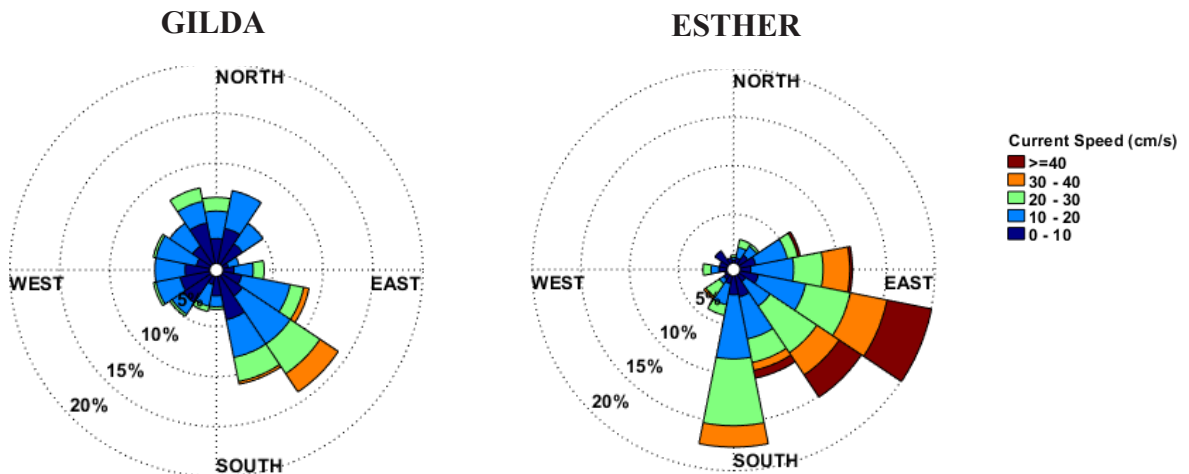 GILDA
NORTH
WEST
EAST
SOUTH
5%
10%
15%
20%
ESTHER
NORTH
WEST
EAST
SOUTH
5%
10%
15%
20%
Current Speed (cm/s)
>=40
30 - 40
20 - 30
10 - 20
0 - 10